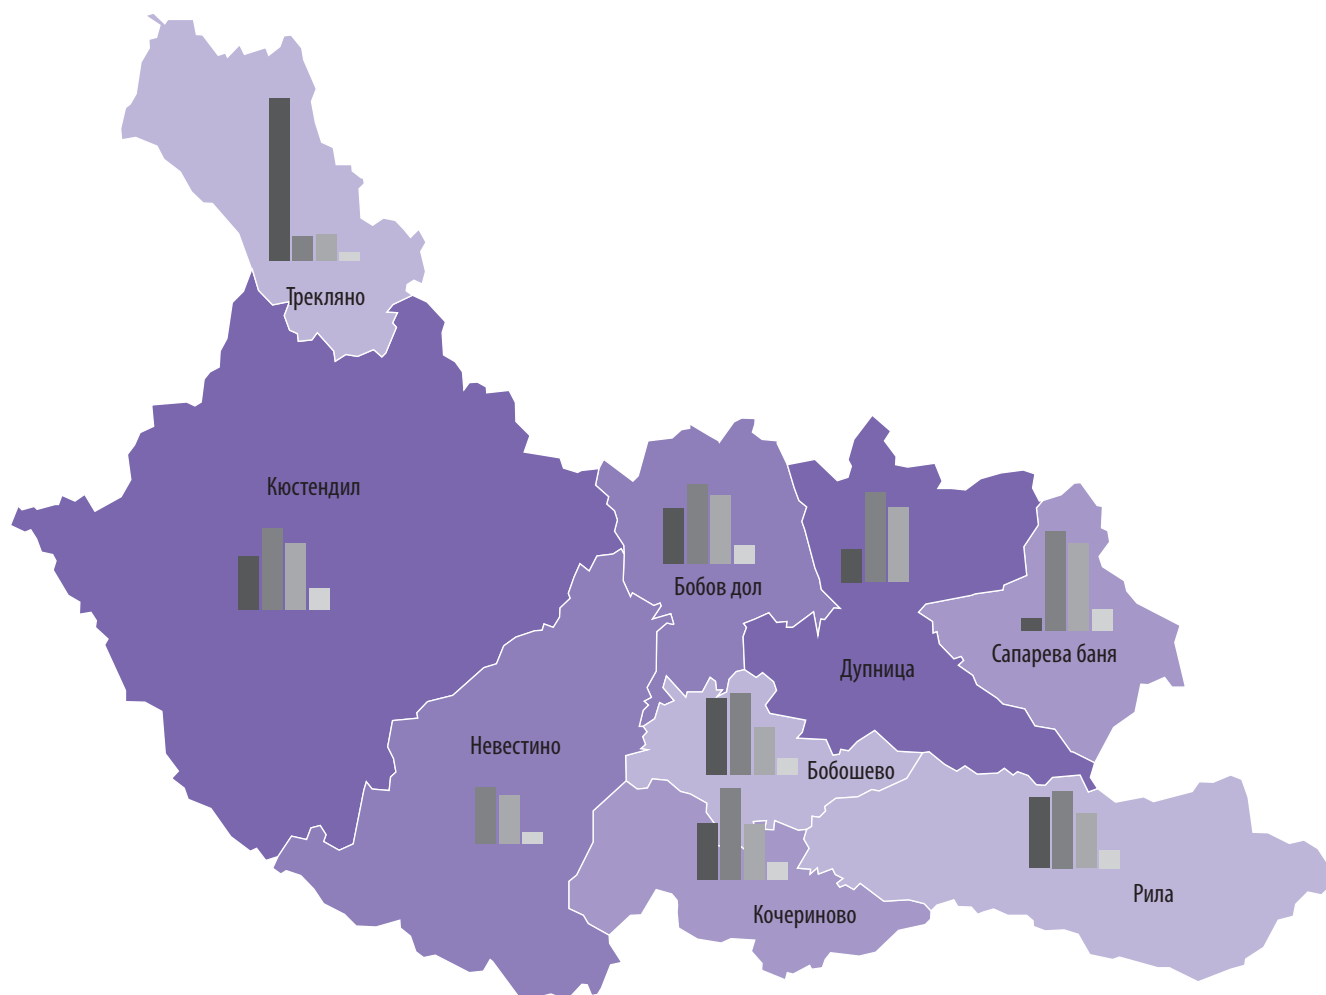 Трекляно
Кюстендил
Бобов дол
Сапарева баня
Дупница
Невестино
Бобошево
Рила
Кочериново